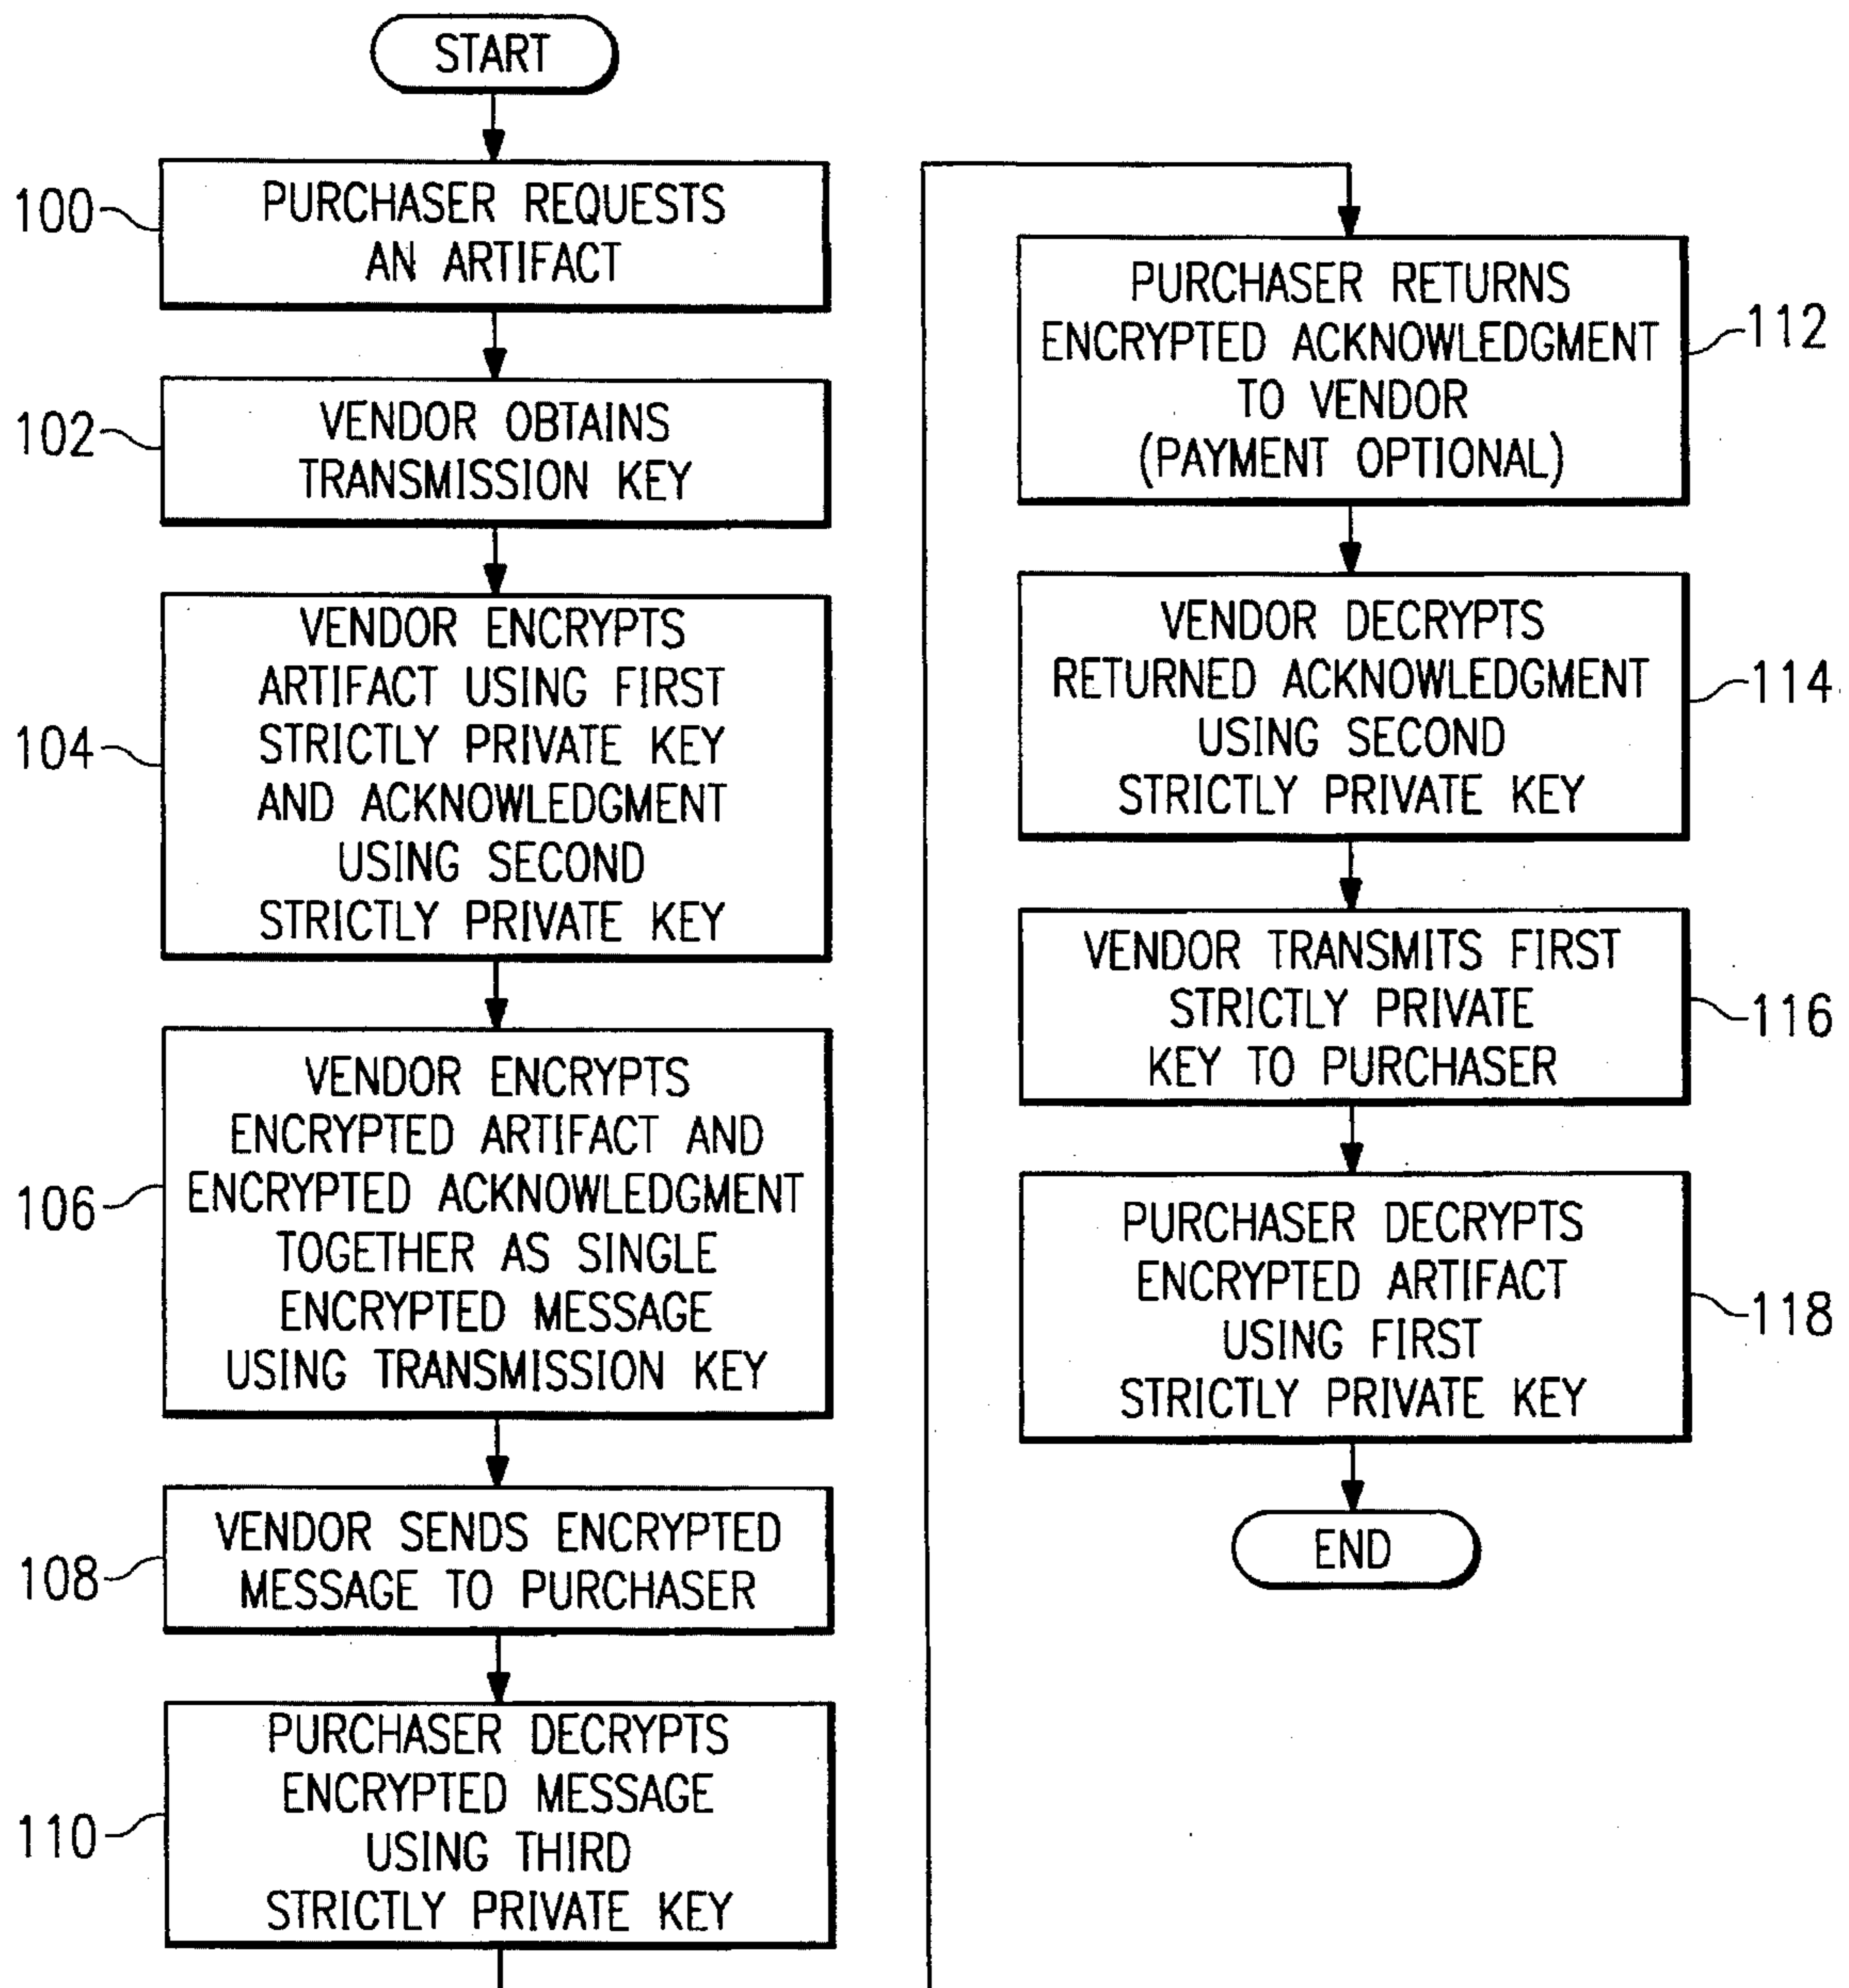 START
100
PURCHASER REQUESTS
AN ARTIFACT
102
VENDOR OBTAINS
TRANSMISSION KEY
104
VENDOR ENCRYPTS
ARTIFACT USING FIRST
STRICTLY PRIVATE KEY
AND ACKNOWLEDGMENT
USING SECOND
STRICTLY PRIVATE KEY
106
VENDOR ENCRYPTS
ENCRYPTED ARTIFACT AND
ENCRYPTED ACKNOWLEDGMENT
TOGETHER AS SINGLE
ENCRYPTED MESSAGE
USING TRANSMISSION KEY
108
VENDOR SENDS ENCRYPTED
MESSAGE TO PURCHASER
110
PURCHASER DECRYPTS
ENCRYPTED MESSAGE
USING THIRD
STRICTLY PRIVATE KEY
PURCHASER RETURNS
ENCRYPTED ACKNOWLEDGMENT
TO VENDOR
(PAYMENT OPTIONAL)
112
VENDOR DECRYPTS
RETURNED ACKNOWLEDGMENT
USING SECOND
STRICTLY PRIVATE KEY
114
VENDOR TRANSMITS FIRST
STRICTLY PRIVATE
KEY TO PURCHASER
116
PURCHASER DECRYPTS
ENCRYPTED ARTIFACT
USING FIRST
STRICTLY PRIVATE KEY
118
END